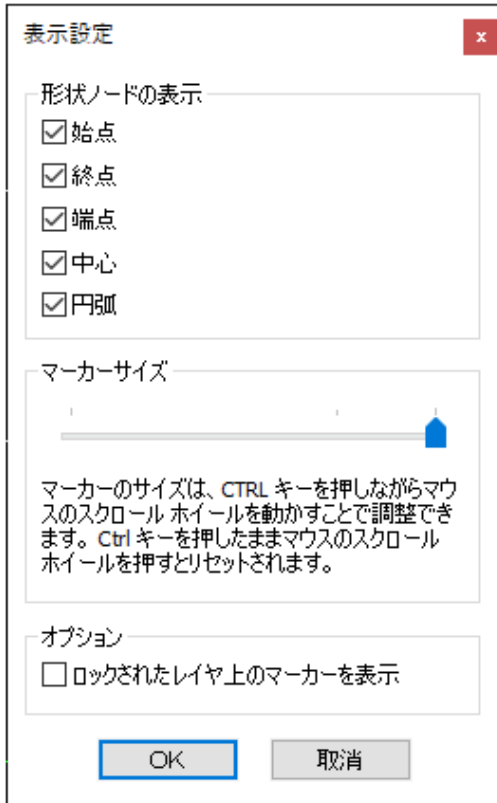 表示設定
x
形状ノードの表示
始点
終点
端点
中心
円弧
マーカーサイズ
マーカーのサイズは、CTRL キーを押しながらマウ
スのスクロール ホイールを動かすことで調整でき
ます。Ctrl キーを押したままマウスのスクロール
ホイールを押すとリセットされます。
オプション
ロックされたレイヤ上のマーカーを表示
OK 取消